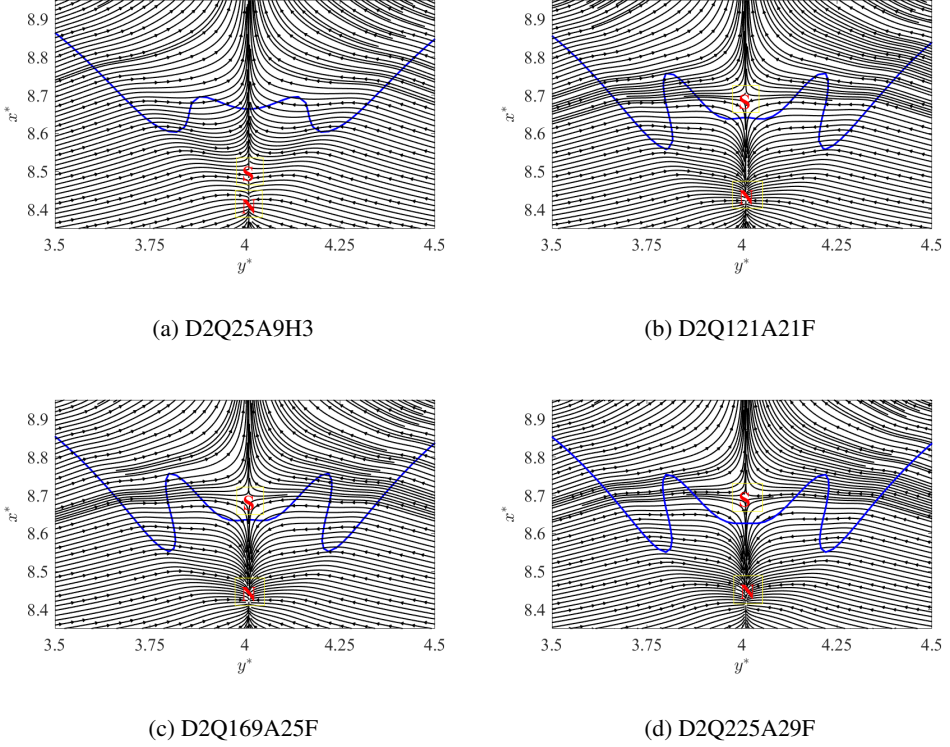 8.9
8.8
8.7
8.6
8.5
8.4
x*
S
N
3.5 3.75 4 4.25 4.5
y*
(a) D2Q25A9H3
8.9
8.8
8.7
8.6
8.5
8.4
x*
S
N
3.5 3.75 4 4.25 4.5
y*
(b) D2Q121A21F
8.9
8.8
8.7
8.6
8.5
8.4
x*
S
N
3.5 3.75 4 4.25 4.5
y*
(c) D2Q169A25F
8.9
8.8
8.7
8.6
8.5
8.4
x*
S
N
3.5 3.75 4 4.25 4.5
y*
(d) D2Q225A29F